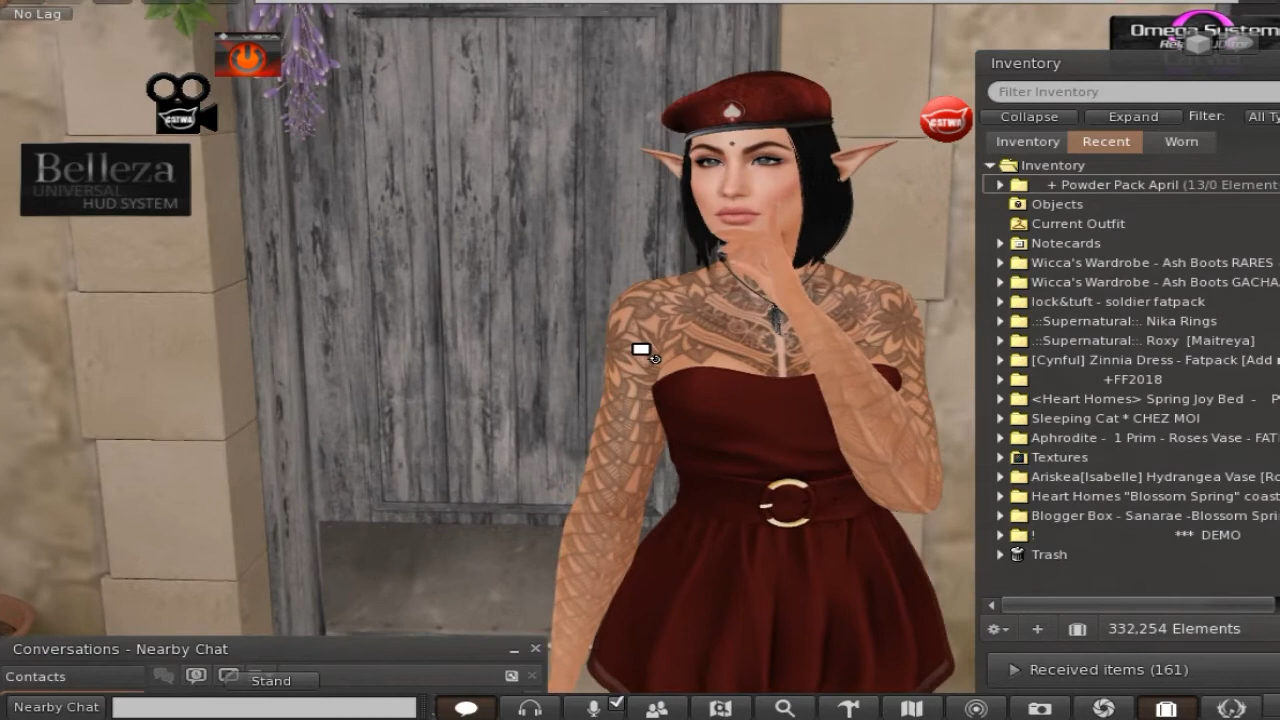 No Lag
VISTA
CATWA
Belleza
UNIVERSAL
HUD SYSTEM
CATWA
Omega System
Inventory
Filter Inventory
Collapse Expand Filter: All Ty
Inventory Recent Worn
Inventory
+ Powder Pack April (13/0 Element
Objects
Current Outfit
Notecards
Wicca's Wardrobe - Ash Boots RARES
Wicca's Wardrobe - Ash Boots GACHA
lock&tuft - soldier fatpack
.::Supernatural::. Nika Rings
.::Supernatural::. Roxy [Maitreya]
[Cynful] Zinnia Dress - Fatpack [Add
+FF2018
<Heart Homes> Spring Joy Bed - P
Sleeping Cat * CHEZ MOI
Aphrodite - 1 Prim - Roses Vase - FAT
Textures
Ariskea[Isabelle] Hydrangea Vase [Ro
Heart Homes "Blossom Spring" coast
Blogger Box - Sanarae -Blossom Spri
! *** DEMO
Trash
332,254 Elements
Received items (161)
Conversations - Nearby Chat
Contacts
Stand
Nearby Chat